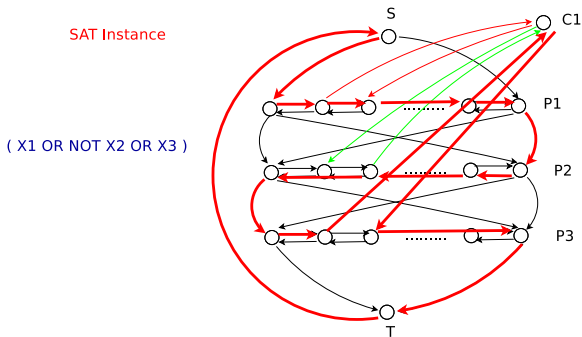 S
C1
SAT Instance
P1
( X1 OR NOT X2 OR X3 )
P2
P3
T